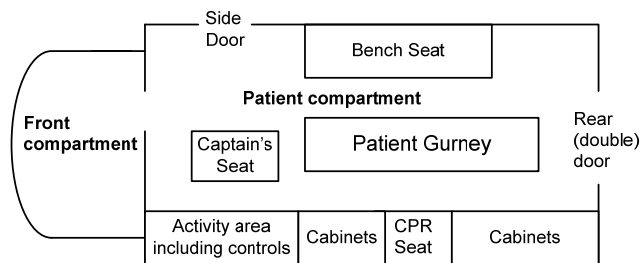 Side
Door
Bench Seat
Patient compartment
Front
compartment
Captain's
Seat
Patient Gurney
Rear
(double)
door
Activity area
including controls
Cabinets
CPR
Seat
Cabinets